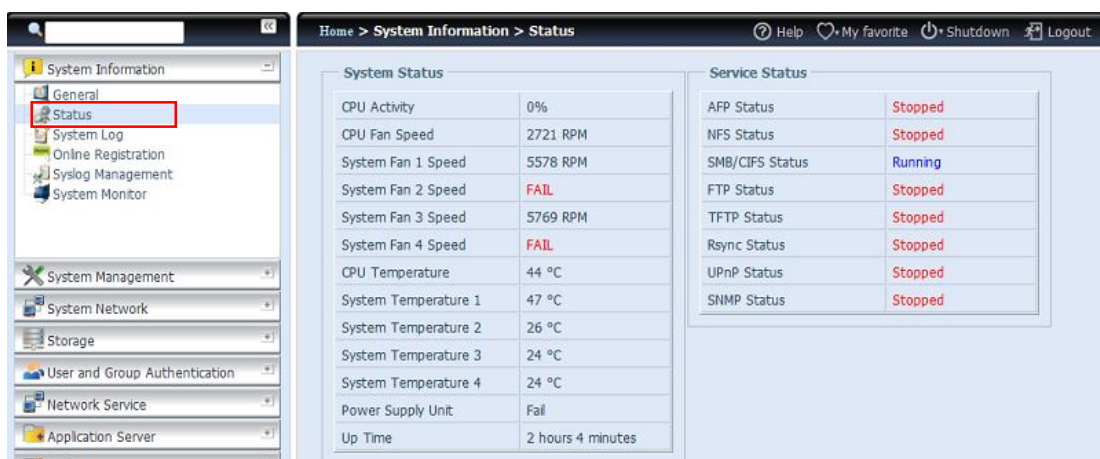 Home > System Information > Status
Help
My favorite
Shutdown
Logout
System Information
General
Status
System Log
Online Registration
Syslog Management
System Monitor
System Management
System Network
Storage
User and Group Authentication
Network Service
Application Server
System Status
CPU Activity 0%
CPU Fan Speed 2721 RPM
System Fan 1 Speed 5578 RPM
System Fan 2 Speed FAIL
System Fan 3 Speed 5769 RPM
System Fan 4 Speed FAIL
CPU Temperature 44 °C
System Temperature 1 47 °C
System Temperature 2 26 °C
System Temperature 3 24 °C
System Temperature 4 24 °C
Power Supply Unit Fail
Up Time 2 hours 4 minutes
Service Status
AFP Status Stopped
NFS Status Stopped
SMB/CIFS Status Running
FTP Status Stopped
TFTP Status Stopped
Rsync Status Stopped
UPnP Status Stopped
SNMP Status Stopped